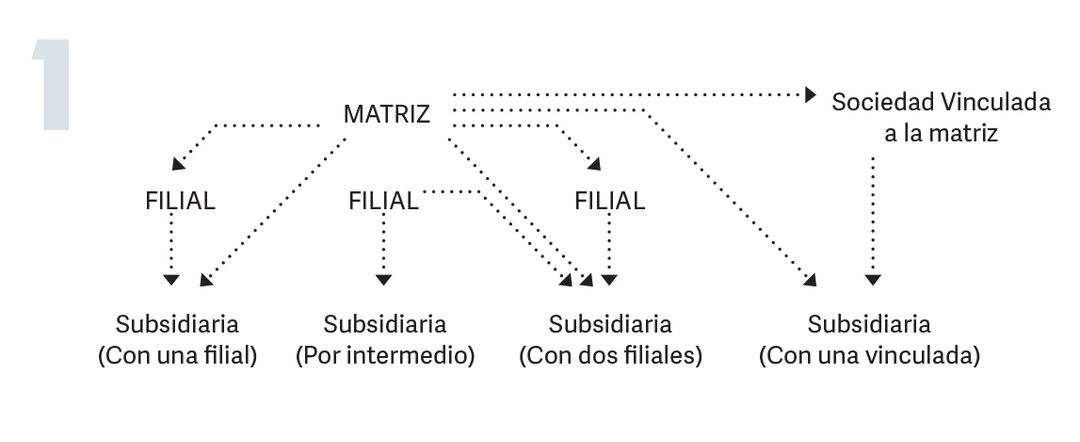 1
MATRIZ
Sociedad Vinculada
a la matriz
FILIAL
FILIAL
FILIAL
Subsidiaria
(Con una filial)
Subsidiaria
(Por intermedio)
Subsidiaria
(Con dos filiales)
Subsidiaria
(Con una vinculada)